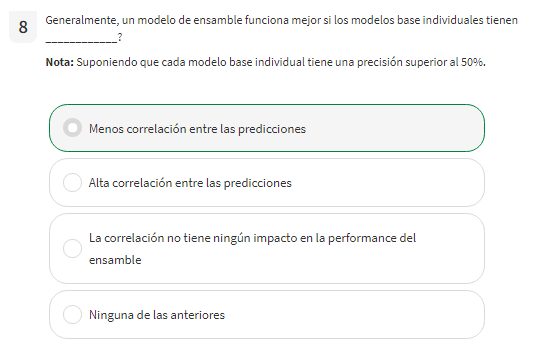 8
Generalmente, un modelo de ensamble funciona mejor si los modelos base individuales tienen
____________?
Nota: Suponiendo que cada modelo base individual tiene una precisión superior al 50%.
Menos correlación entre las predicciones
Alta correlación entre las predicciones
La correlación no tiene ningún impacto en la performance del
ensamble
Ninguna de las anteriores